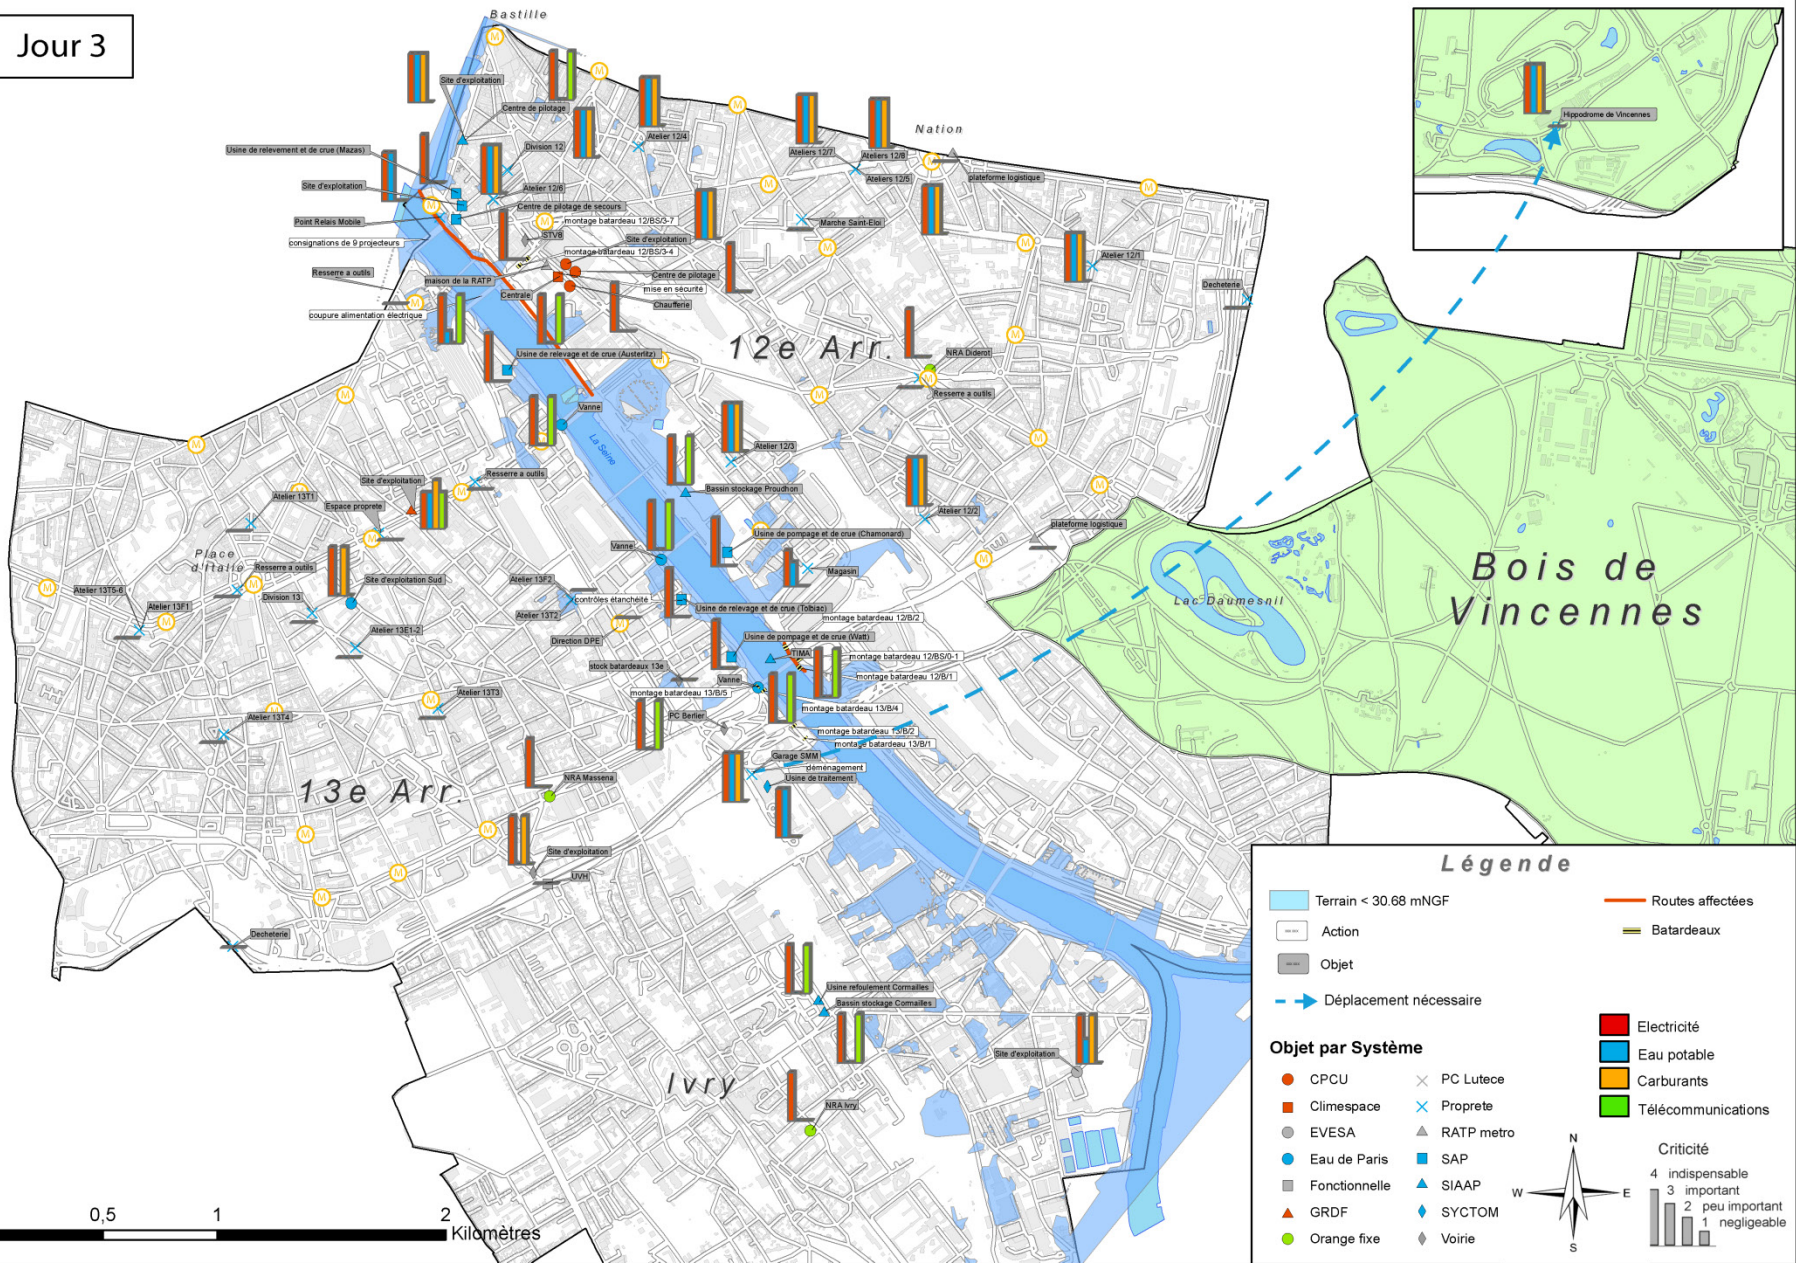 Jour 3
Bastille
Site d'exploitation
Centre de pilotage
Atelier 12/4
Nation
Usine de relevement et de crue (Mazas)
Division 12
Ateliers 12/7
Ateliers 12/8
Ateliers 12/5
plateforme logistique
Hippodrome de Vincennes
Site d'exploitation
Atelier 12/6
Centre de pilotage de secours
Point Relais Mobile
montage batardeau 12/BS/3-7
Marche Saint-Eloi
consignations de 9 projecteurs
STV8
Site d'exploitation
montage batardeau 12/BS/3-4
Atelier 12/1
Resserre a outils
maison de la RATP
Centre de pilotage
mise en sécurité
Decheterie
Centrale
Chaufferie
coupure alimentation électrique
12e Arr.
Usine de relevage et de crue (Austerlitz)
NRA Diderot
Resserre a outils
Vanne
La Seine
Atelier 12/3
Site d'exploitation
Resserre a outils
Bassin stockage Proudhon
Atelier 13T1
Espace proprete
Atelier 12/2
plateforme logistique
Place
d'Italie
Vanne
Usine de pompage et de crue (Chamonard)
Resserre a outils
Site d'exploitation Sud
Magasin
Bois de
Vincennes
Atelier 13T5-6
Atelier 13F1
Division 13
Atelier 13F2
contrôles étanchéité
Lac Daumesnil
Atelier 13T2
Usine de relevage et de crue (Tolbiac)
montage batardeau 12/B/2
Atelier 13E1-2
Direction DPE
Usine de pompage et de crue (Watt)
TIMA
montage batardeau 12/BS/0-1
stock batardeaux 13e
montage batardeau 12/B/1
Vanne
Atelier 13T3
montage batardeau 13/B/5
montage batardeau 13/B/4
Atelier 13T4
PC Berlier
montage batardeau 13/B/2
montage batardeau 13/B/1
Garage SMM
déménagement
Usine de traitement
NRA Massena
13e Arr.
Site d'exploitation
UVH
Decheterie
Usine refoulement Cormailles
Bassin stockage Cormailles
Site d'exploitation
Ivry
NRA Ivry
0,5
1
2
Kilomètres
Légende
Terrain < 30.68 mNGF
Routes affectées
Action
Batardeaux
Objet
Déplacement nécessaire
Electricité
Eau potable
Carburants
Télécommunications
Objet par Système
CPCU
PC Lutece
Climespace
Proprete
EVESA
RATP metro
Eau de Paris
SAP
Fonctionnelle
SIAAP
GRDF
SYCTOM
Orange fixe
Voirie
N
W
E
S
Criticité
4 indispensable
3 important
2 peu important
1 negligeable